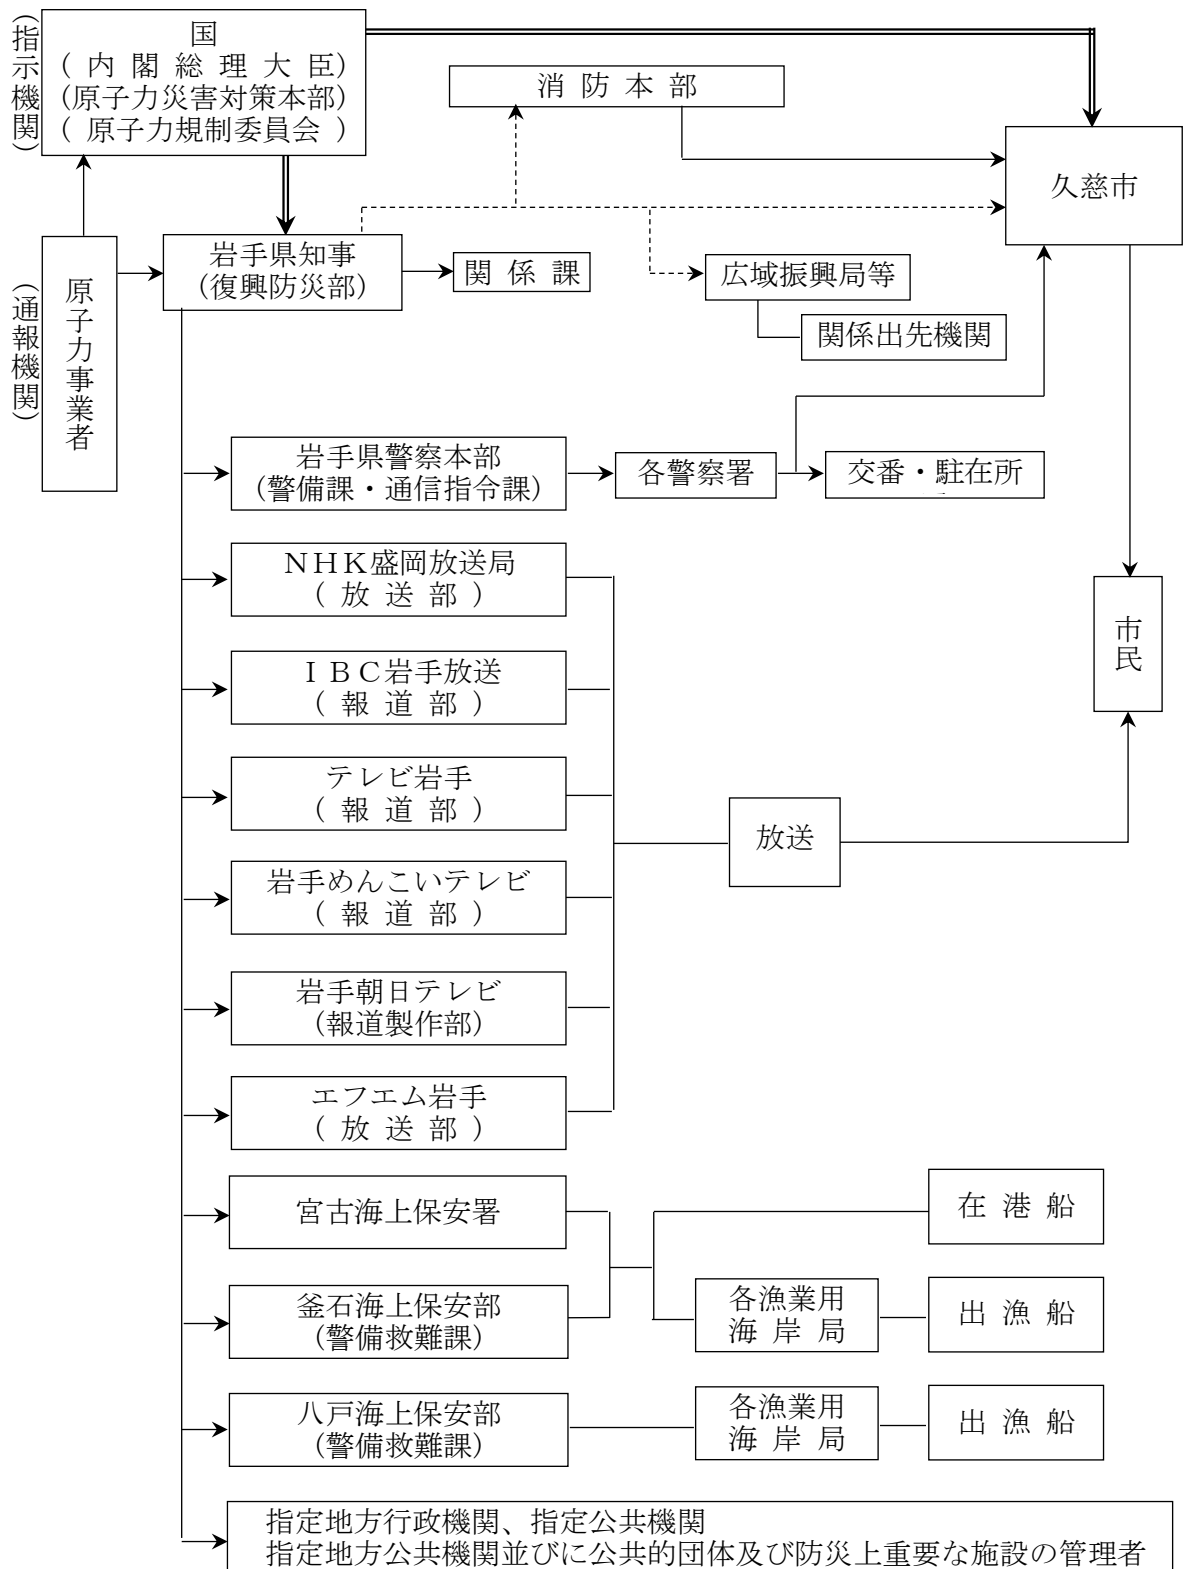 (指示機関)
国
( 内 閣 総 理 大 臣)
(原子力災害対策本部)
( 原子力規制委員会 )
消 防 本 部
久慈市
(通報機関)
原子力事業者
岩手県知事
(復興防災部)
関 係 課
広域振興局等
関係出先機関
岩手県警察本部
(警備課・通信指令課)
各警察署
交番・駐在所
NHK盛岡放送局
( 放 送 部 )
市民
IBC岩手放送
( 報 道 部 )
テレビ岩手
( 報 道 部 )
放送
岩手めんこいテレビ
( 報 道 部 )
岩手朝日テレビ
(報道製作部)
エフエム岩手
( 放 送 部 )
宮古海上保安署
在 港 船
釜石海上保安部
(警備救難課)
各漁業用
海 岸 局
出 漁 船
八戸海上保安部
(警備救難課)
各漁業用
海 岸 局
出 漁 船
指定地方行政機関、指定公共機関
指定地方公共機関並びに公共的団体及び防災上重要な施設の管理者